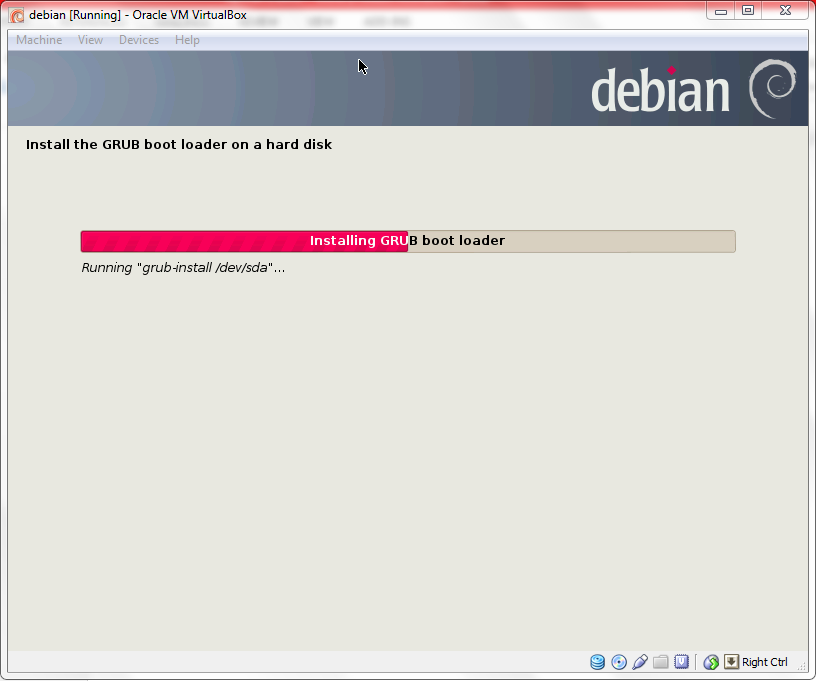 debian [Running] - Oracle VM VirtualBox
Machine View Devices Help
debian
Install the GRUB boot loader on a hard disk
Installing GRUB boot loader
Running "grub-install /dev/sda"...
Right Ctrl